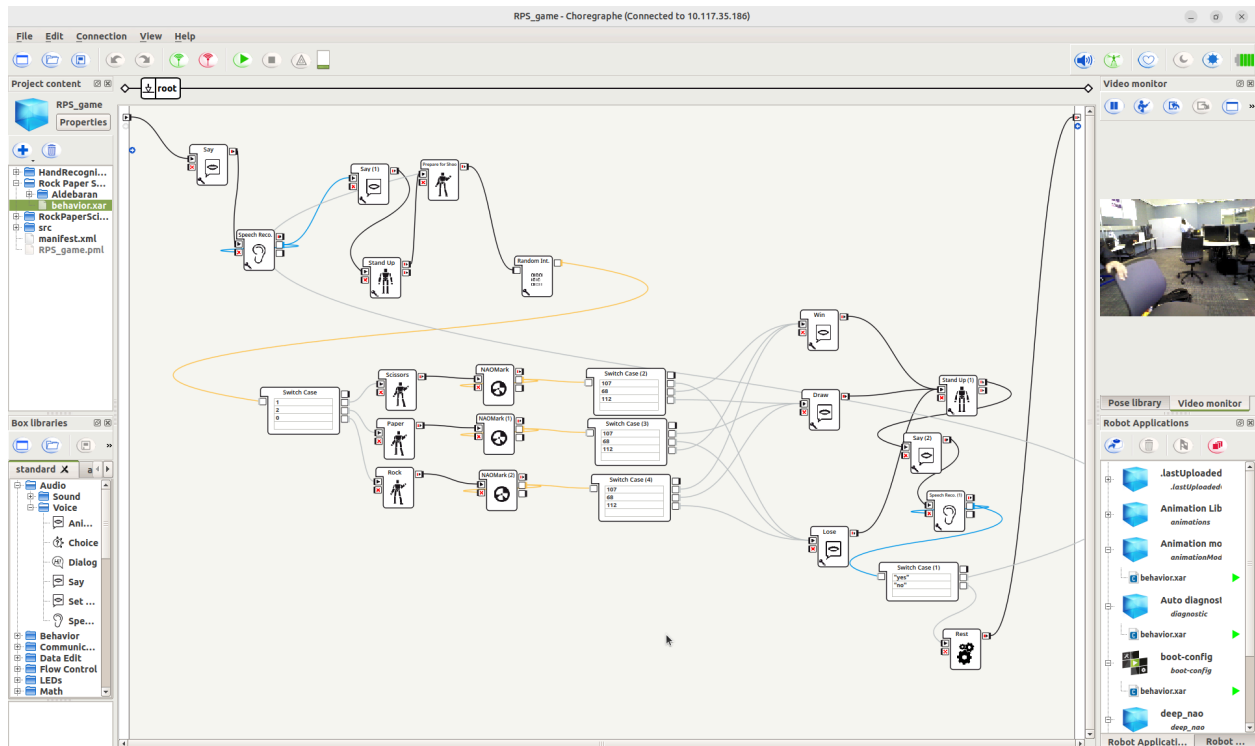 RPS_game - Choregraphe (Connected to 10.117.35.186)
File Edit Connection View Help
Project content
RPS_game
Properties
HandRecogni...
Rock Paper S...
Aldebaran
behavior.xar
RockPaperSci...
src
manifest.xml
RPS_game.pml
Box libraries
standard
a
Audio
Sound
Voice
Ani...
Choice
Dialog
Say
Set ...
Spe...
Behavior
Communic...
Data Edit
Flow Control
LEDs
Math
root
Say
Say (1)
Prepare for Shoo
Speech Reco.
Stand Up
Random Int.
Switch Case
1
2
0
Scissors
Paper
Rock
NAOMark
NAOMark (1)
NAOMark (2)
Switch Case (2)
107
68
112
Switch Case (3)
107
68
112
Switch Case (4)
107
68
112
Win
Draw
Lose
Stand Up (1)
Say (2)
Speech Reco. (1)
Switch Case (1)
"yes"
"no"
Rest
Video monitor
Pose library Video monitor
Robot Applications
.lastUploaded
.lastUploaded
Animation Lib
animations
Animation mo
animationMod
behavior.xar
Auto diagnost
diagnostic
behavior.xar
boot-config
boot-config
behavior.xar
deep_nao
deep_nao
Robot Applicati... Robot ...